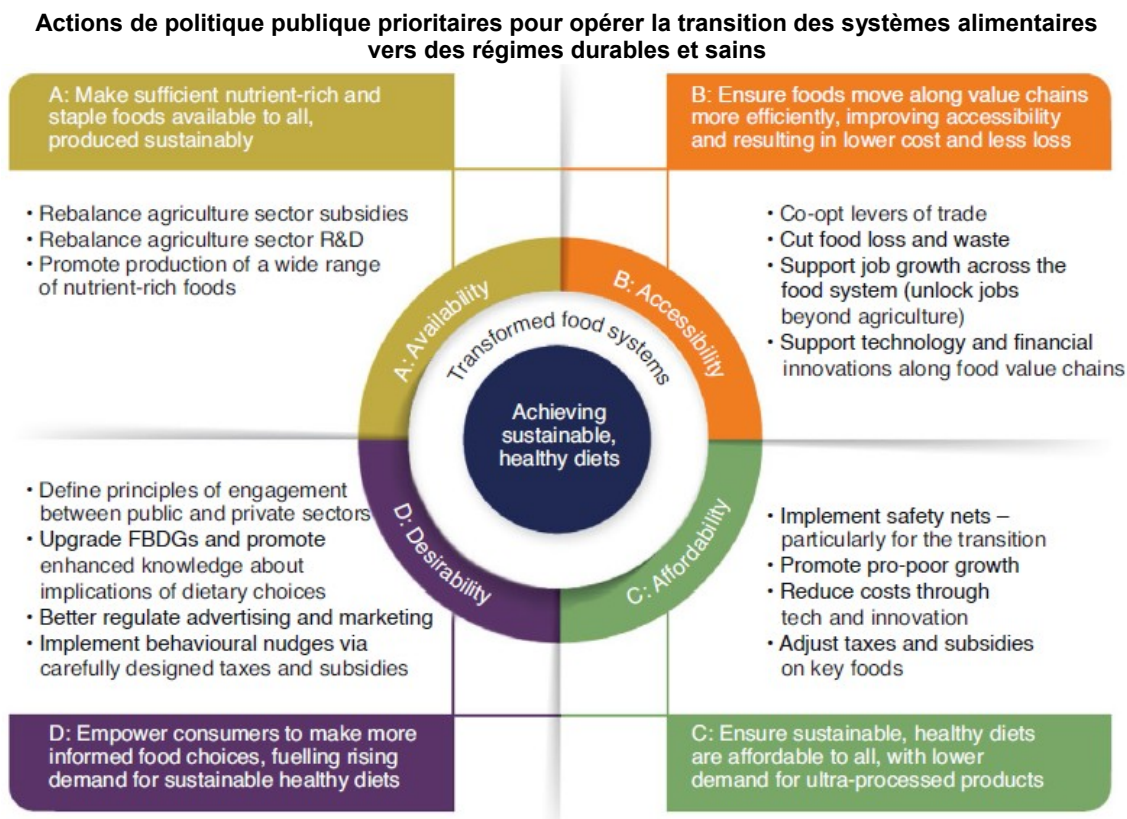 Actions de politique publique prioritaires pour opérer la transition des systèmes alimentaires
vers des régimes durables et sains
A: Make sufficient nutrient-rich and
staple foods available to all,
produced sustainably
B: Ensure foods move along value chains
more efficiently, improving accessibility
and resulting in lower cost and less loss
• Rebalance agriculture sector subsidies
• Rebalance agriculture sector R&D
• Promote production of a wide range
of nutrient-rich foods
• Co-opt levers of trade
• Cut food loss and waste
• Support job growth across the
food system (unlock jobs
beyond agriculture)
• Support technology and financial
innovations along food value chains
A: Availability
B: Accessibility
Transformed food systems
Achieving
sustainable,
healthy diets
D: Desirability
C: Affordability
• Define principles of engagement
between public and private sectors
• Upgrade FBDGs and promote
enhanced knowledge about
implications of dietary choices
• Better regulate advertising and marketing
• Implement behavioural nudges via
carefully designed taxes and subsidies
• Implement safety nets –
particularly for the transition
• Promote pro-poor growth
• Reduce costs through
tech and innovation
• Adjust taxes and subsidies
on key foods
D: Empower consumers to make more
informed food choices, fuelling rising
demand for sustainable healthy diets
C: Ensure sustainable, healthy diets
are affordable to all, with lower
demand for ultra-processed products